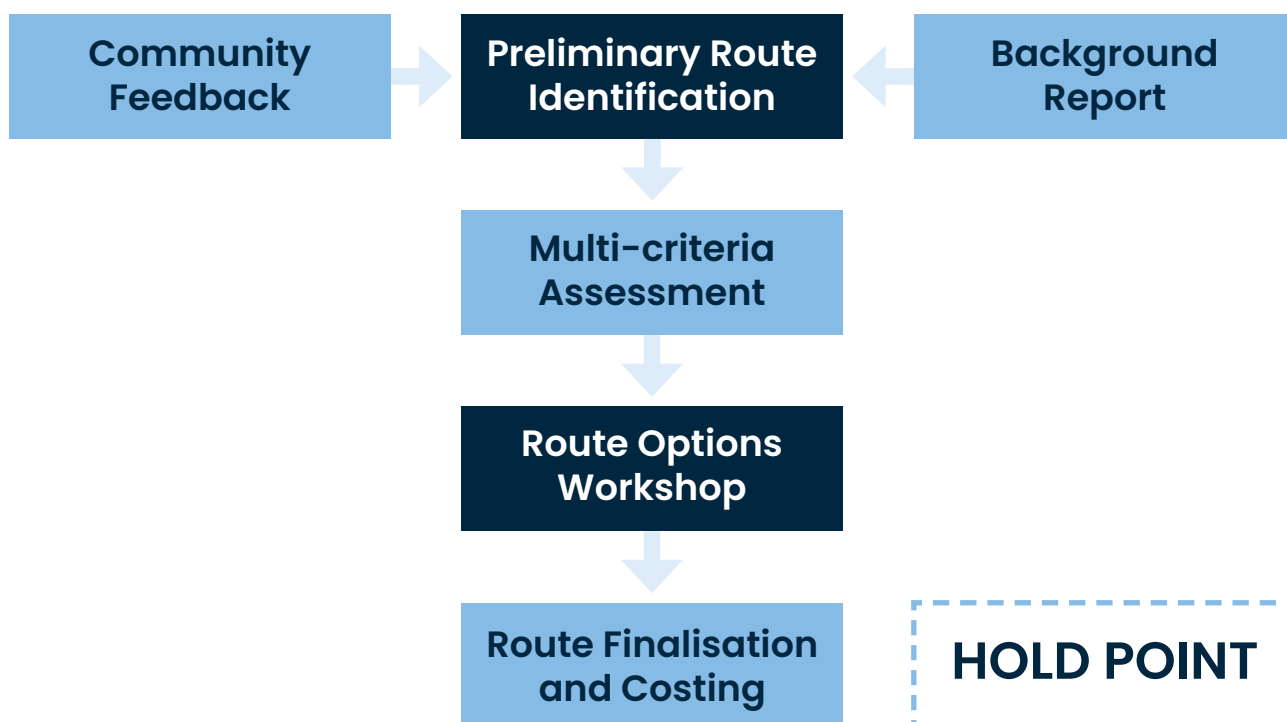 Community
Feedback
Preliminary Route
Identification
Background
Report
Multi-criteria
Assessment
Route Options
Workshop
Route Finalisation
and Costing
HOLD POINT